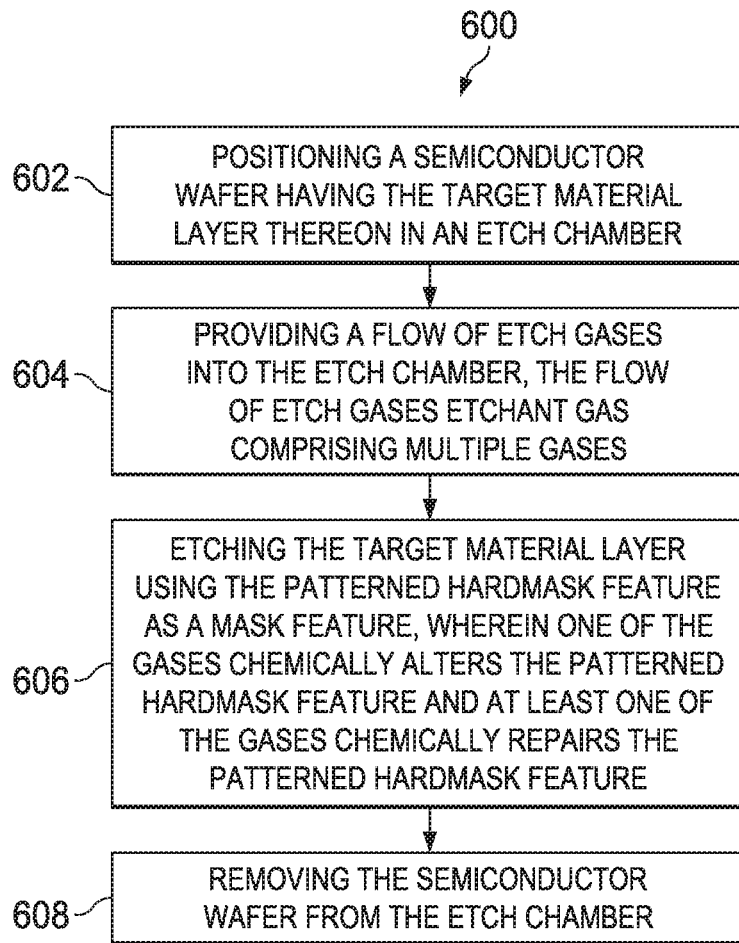 600
602
POSITIONING A SEMICONDUCTOR
WAFER HAVING THE TARGET MATERIAL
LAYER THEREON IN AN ETCH CHAMBER
604
PROVIDING A FLOW OF ETCH GASES
INTO THE ETCH CHAMBER, THE FLOW
OF ETCH GASES ETCHANT GAS
COMPRISING MULTIPLE GASES
606
ETCHING THE TARGET MATERIAL LAYER
USING THE PATTERNED HARDMASK FEATURE
AS A MASK FEATURE, WHEREIN ONE OF THE
GASES CHEMICALLY ALTERS THE PATTERNED
HARDMASK FEATURE AND AT LEAST ONE OF
THE GASES CHEMICALLY REPAIRS THE
PATTERNED HARDMASK FEATURE
608
REMOVING THE SEMICONDUCTOR
WAFER FROM THE ETCH CHAMBER